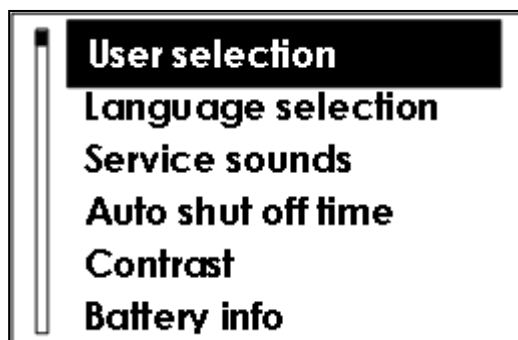 User selection
Language selection
Service sounds
Auto shut off time
Contrast
Battery info